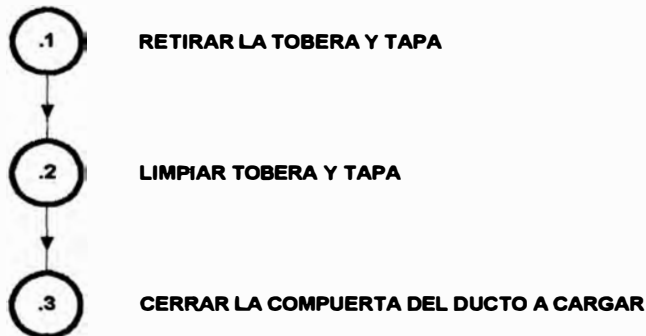 .1 RETIRAR LA TOBERA Y TAPA
.2 LIMPIAR TOBERA Y TAPA
.3 CERRAR LA COMPUERTA DEL DUCTO A CARGAR